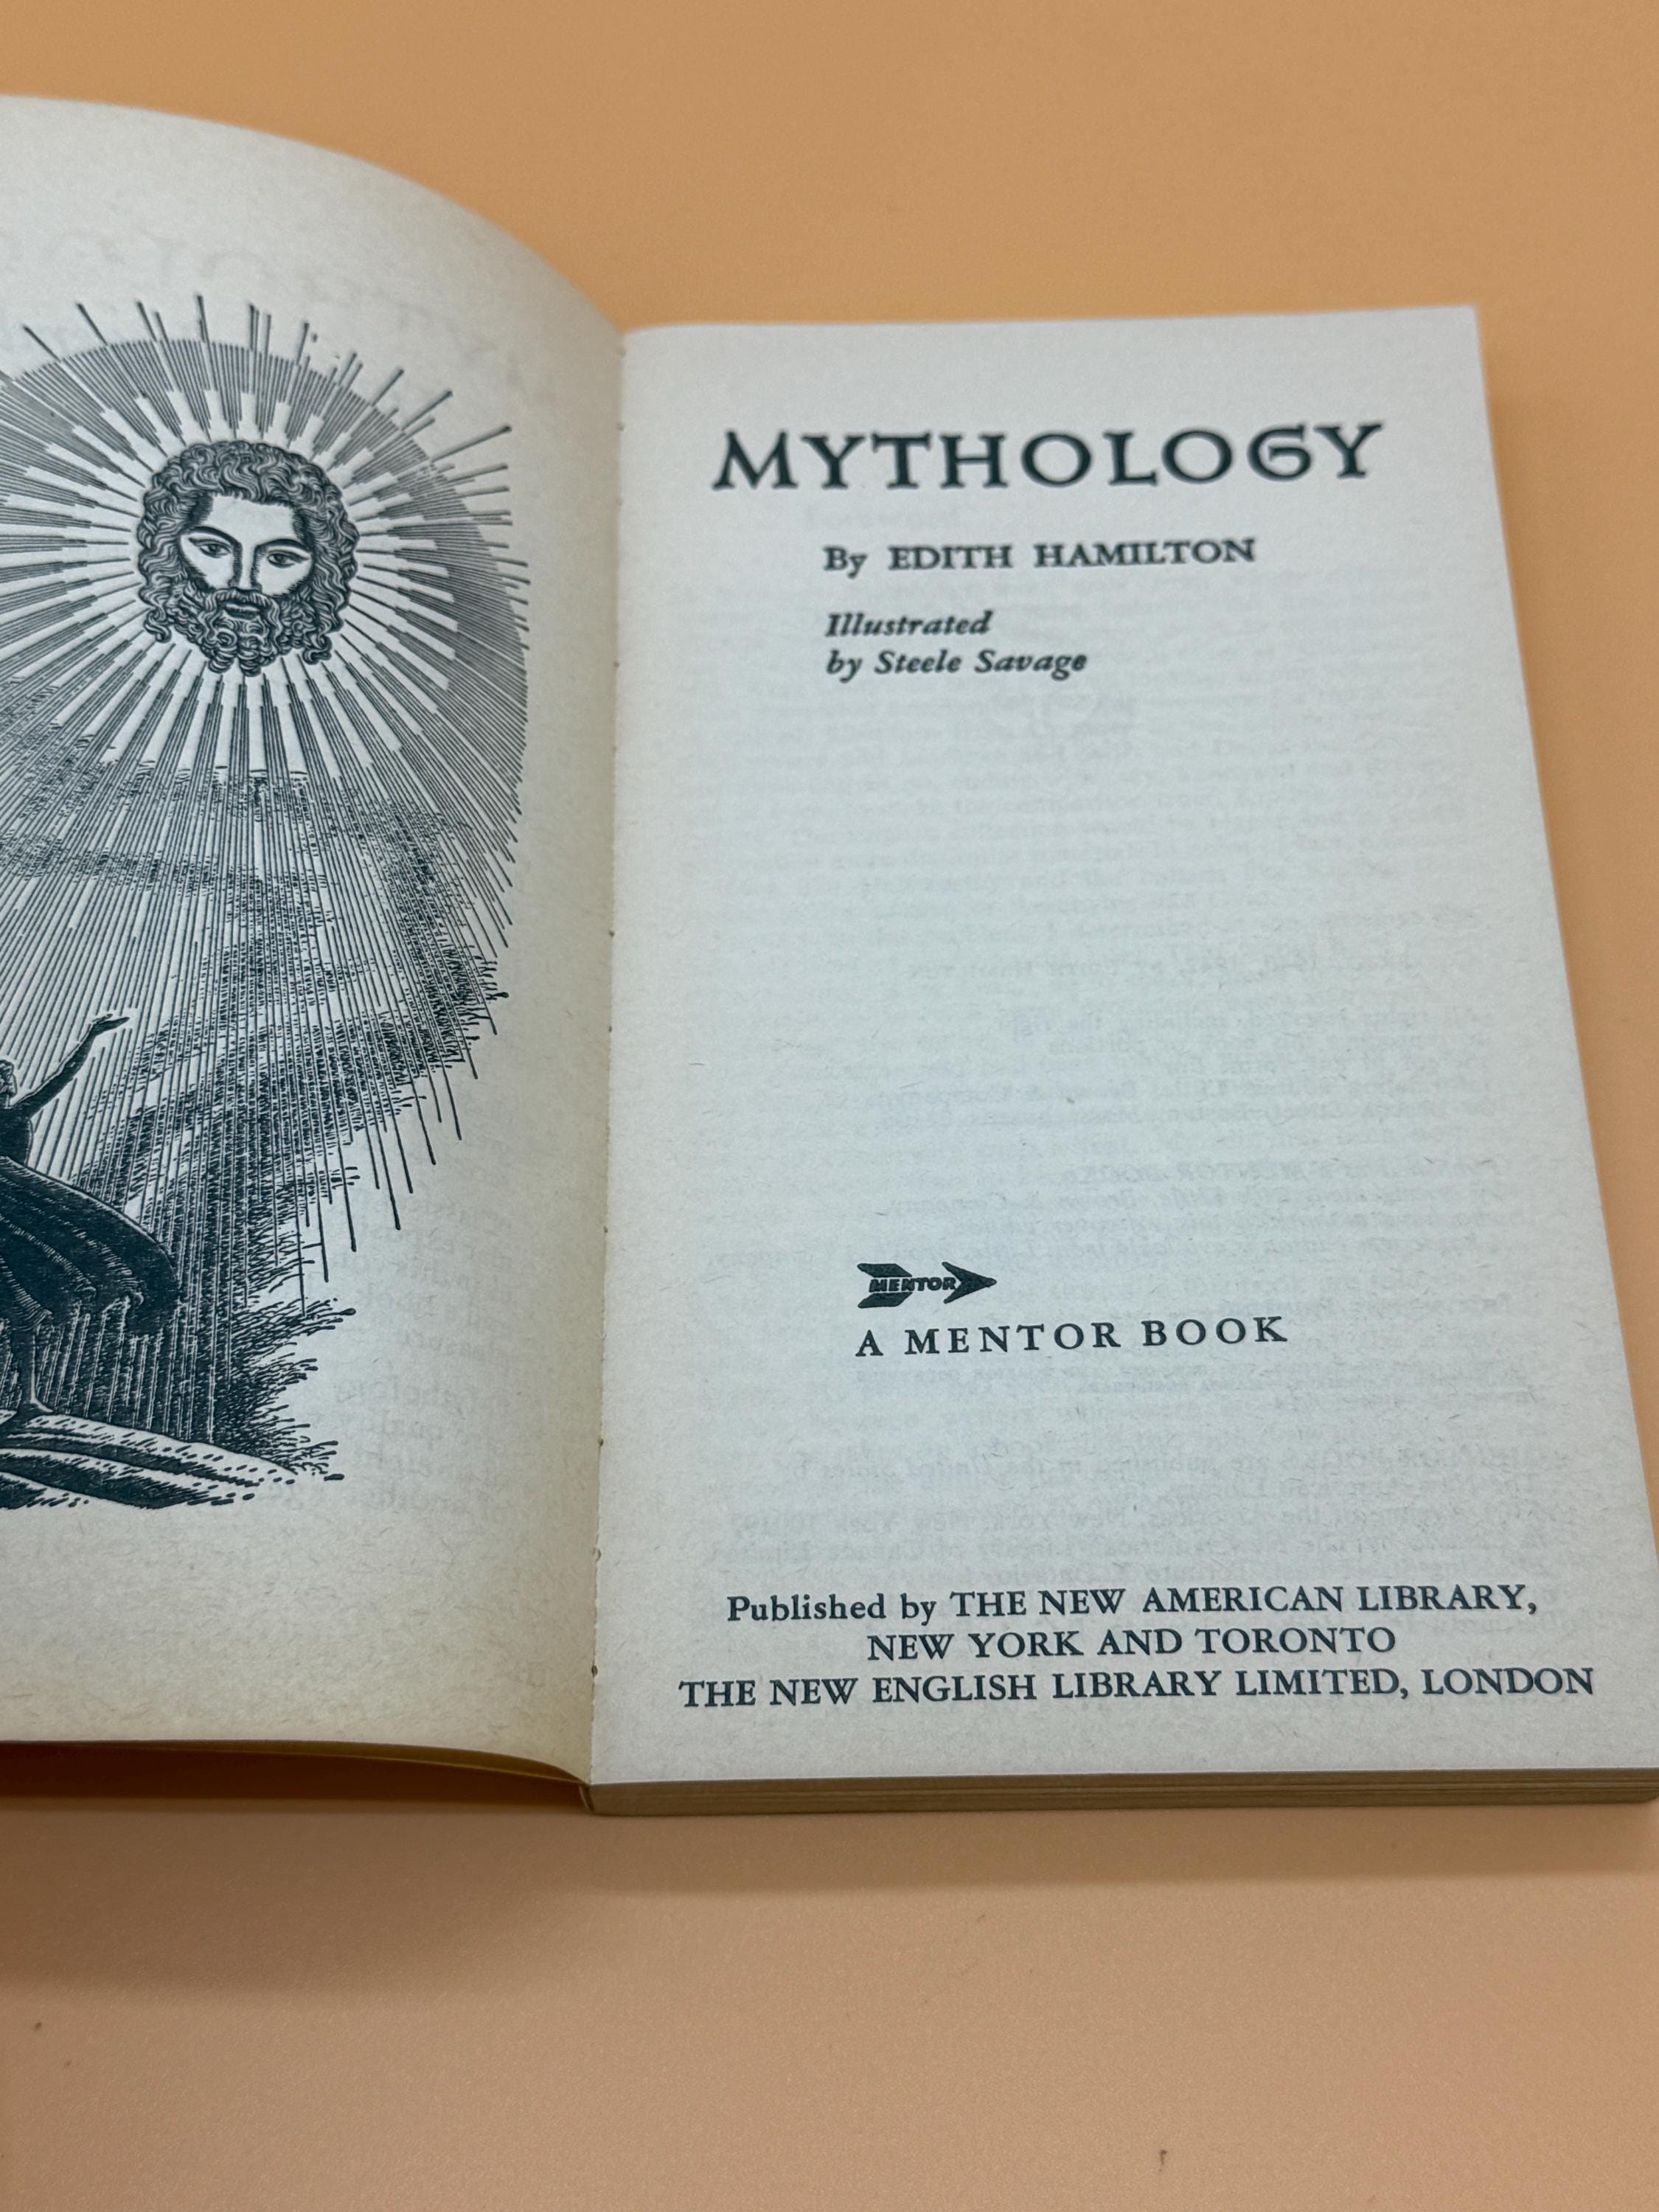 MYTHOLOGY
By EDITH HAMILTON
Illustrated
by Steele Savage
MENTOR
A MENTOR BOOK
Published by THE NEW AMERICAN LIBRARY,
NEW YORK AND TORONTO
THE NEW ENGLISH LIBRARY LIMITED, LONDON